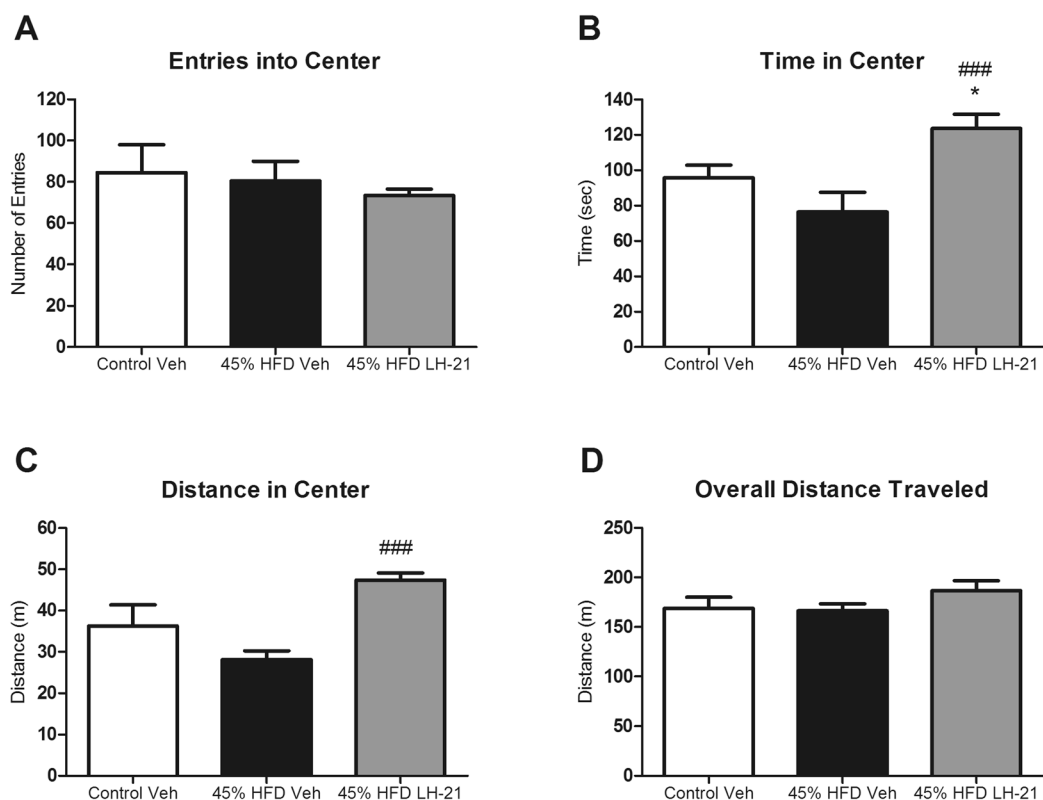 A
Entries into Center
Number of Entries
120
100
80
60
40
20
0
Control Veh 45% HFD Veh 45% HFD LH-21
B
Time in Center
###
*
Time (sec)
140
120
100
80
60
40
20
0
Control Veh 45% HFD Veh 45% HFD LH-21
C
Distance in Center
###
Distance (m)
60
50
40
30
20
10
0
Control Veh 45% HFD Veh 45% HFD LH-21
D
Overall Distance Traveled
Distance (m)
250
200
150
100
50
0
Control Veh 45% HFD Veh 45% HFD LH-21